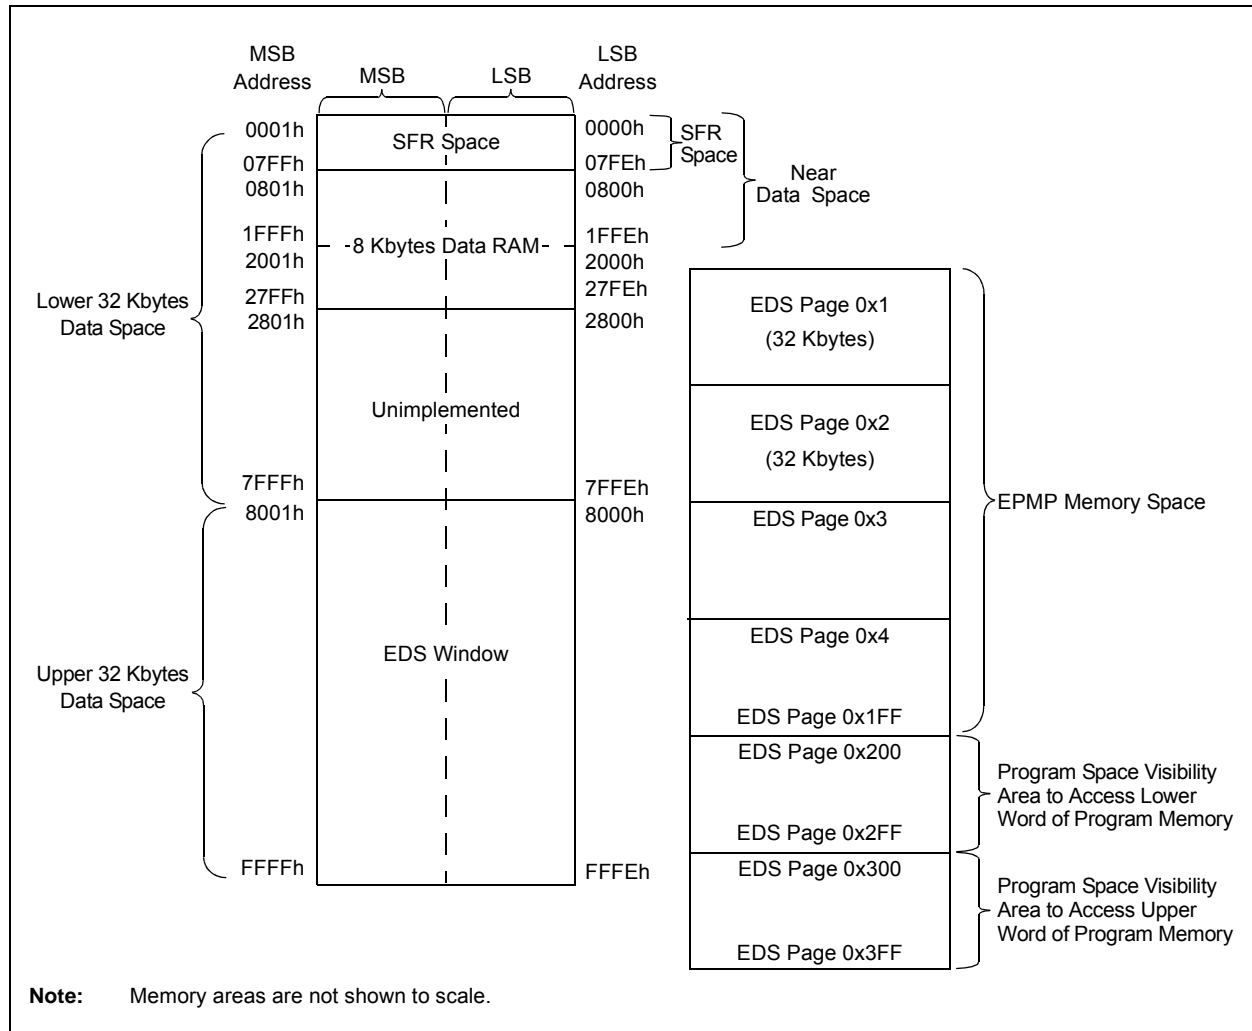 MSB
Address
MSB
LSB
LSB
Address
0001h
SFR Space
0000h
SFR
Space
07FFh
07FEh
0801h
0800h
Near
Data Space
1FFFh
8 Kbytes Data RAM
1FFEh
2001h
2000h
27FFh
27FEh
2801h
2800h
Lower 32 Kbytes
Data Space
Unimplemented
7FFFh
7FFEh
8001h
8000h
EDS Window
Upper 32 Kbytes
Data Space
FFFFh
FFFEh
EDS Page 0x1
(32 Kbytes)
EDS Page 0x2
(32 Kbytes)
EDS Page 0x3
EDS Page 0x4
EDS Page 0x1FF
EPMP Memory Space
EDS Page 0x200
EDS Page 0x2FF
Program Space Visibility
Area to Access Lower
Word of Program Memory
EDS Page 0x300
EDS Page 0x3FF
Program Space Visibility
Area to Access Upper
Word of Program Memory
Note: Memory areas are not shown to scale.